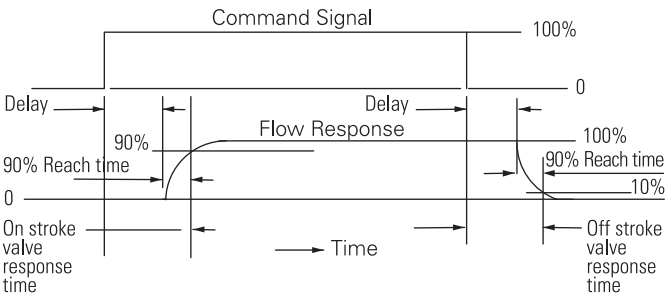 Command Signal
100%
0
Delay
Delay
Flow Response
90%
100%
90% Reach time
90% Reach time
10%
0
On stroke
valve
response
time
Time
Off stroke
valve
response
time